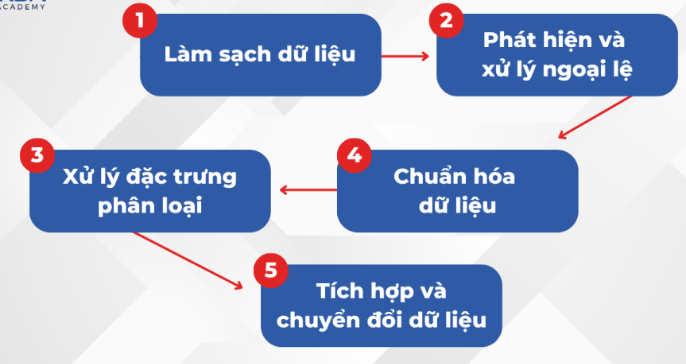 ACADEMY
1
Làm sạch dữ liệu
2
Phát hiện và
xử lý ngoại lệ
3
Xử lý đặc trưng
phân loại
4
Chuẩn hóa
dữ liệu
5
Tích hợp và
chuyển đổi dữ liệu